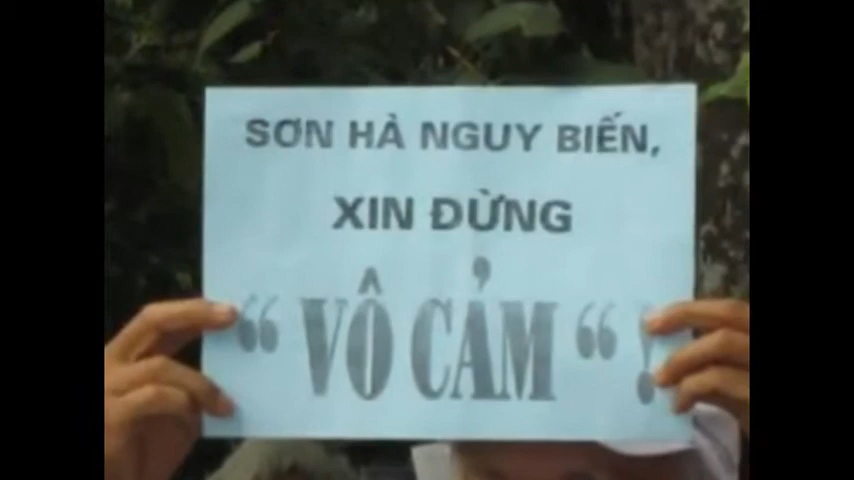 SƠN HÀ NGUY BIẾN,
XIN ĐỪNG
“ VÔ CẢM “ !